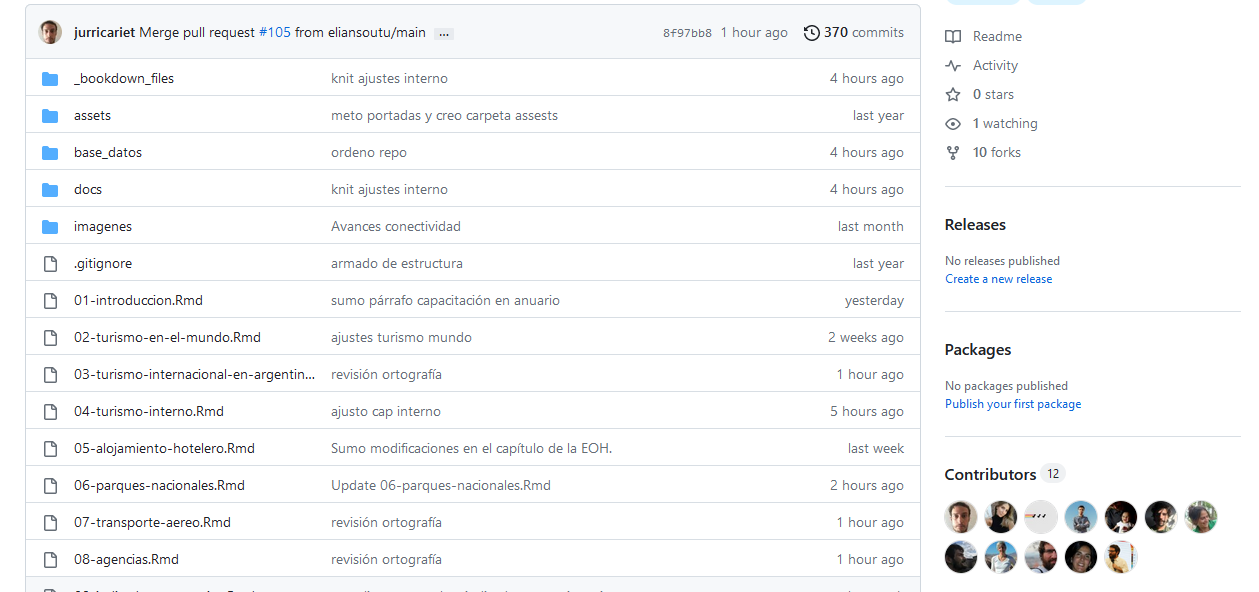 jurricariet Merge pull request #105 from eliansoutu/main ... 8f97bb8 1 hour ago 370 commits
_bookdown_files knit ajustes interno 4 hours ago
assets meto portadas y creo carpeta assests last year
base_datos ordeno repo 4 hours ago
docs knit ajustes interno 4 hours ago
imagenes Avances conectividad last month
.gitignore armado de estructura last year
01-introduccion.Rmd sumo párrafo capacitación en anuario yesterday
02-turismo-en-el-mundo.Rmd ajustes turismo mundo 2 weeks ago
03-turismo-internacional-en-argentin... revisión ortografía 1 hour ago
04-turismo-interno.Rmd ajusto cap interno 5 hours ago
05-alojamiento-hotelero.Rmd Sumo modificaciones en el capítulo de la EOH. last week
06-parques-nacionales.Rmd Update 06-parques-nacionales.Rmd 2 hours ago
07-transporte-aereo.Rmd revisión ortografía 1 hour ago
08-agencias.Rmd revisión ortografía 1 hour ago
Readme
Activity
0 stars
1 watching
10 forks
Releases
No releases published
Create a new release
Packages
No packages published
Publish your first package
Contributors 12